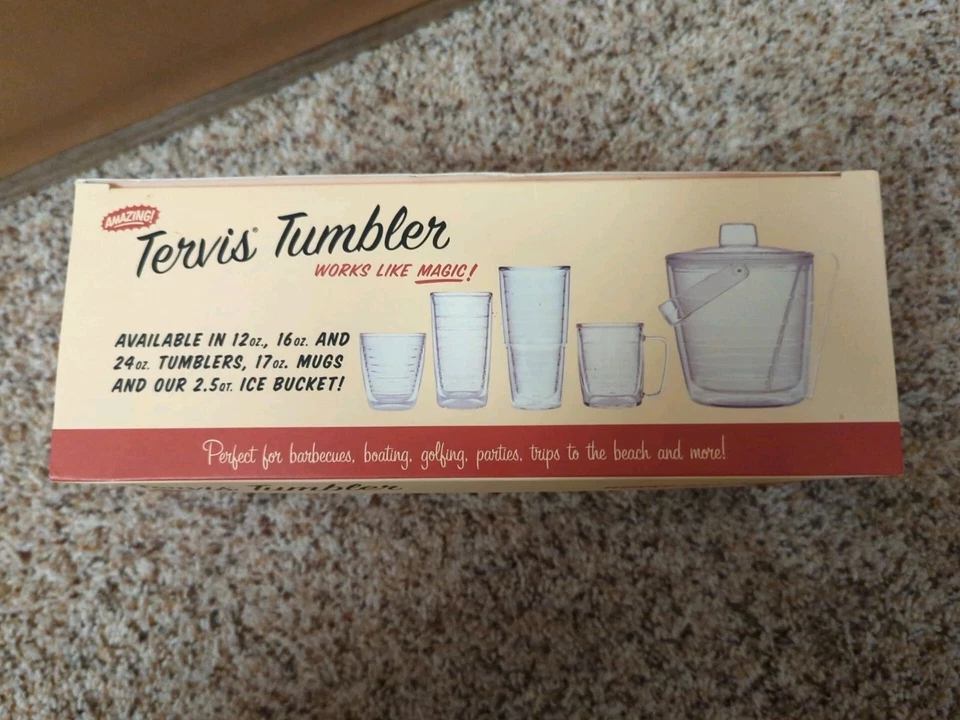 AMAZING!
Tervis® Tumbler
WORKS LIKE MAGIC!
AVAILABLE IN 12oz., 16oz. AND
24oz. TUMBLERS, 17oz. MUGS
AND OUR 2.5QT. ICE BUCKET!
Perfect for barbecues, boating, golfing, parties, trips to the beach and more!
Tumbler